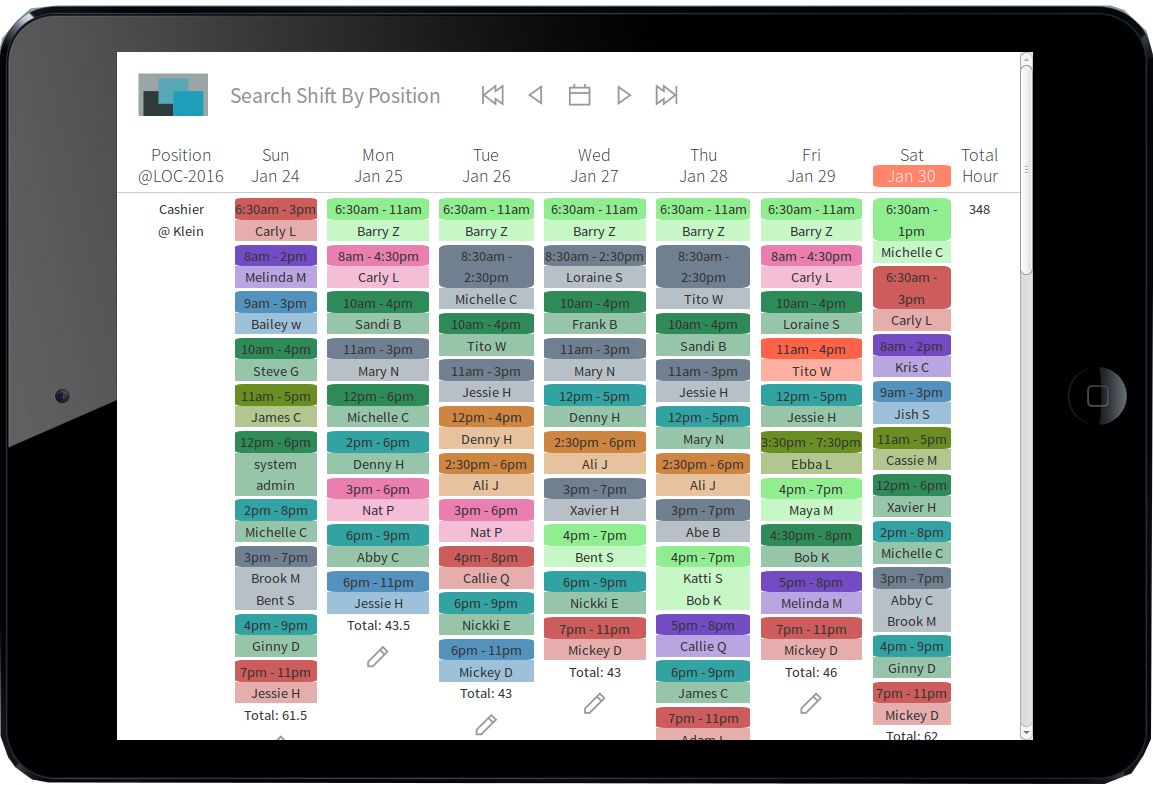 Search Shift By Position
Position
@LOC-2016
Sun
Jan 24
Mon
Jan 25
Tue
Jan 26
Wed
Jan 27
Thu
Jan 28
Fri
Jan 29
Sat
Jan 30
Total
Hour
Cashier
@ Klein
6:30am - 3pm
Carly L
8am - 2pm
Melinda M
9am - 3pm
Bailey w
10am - 4pm
Steve G
11am - 5pm
James C
12pm - 6pm
system
admin
2pm - 8pm
Michelle C
3pm - 7pm
Brook M
Bent S
4pm - 9pm
Ginny D
7pm - 11pm
Jessie H
Total: 61.5
6:30am - 11am
Barry Z
8am - 4:30pm
Carly L
10am - 4pm
Sandi B
11am - 3pm
Mary N
12pm - 6pm
Michelle C
2pm - 6pm
Denny H
3pm - 6pm
Nat P
6pm - 9pm
Abby C
6pm - 11pm
Jessie H
Total: 43.5
6:30am - 11am
Barry Z
8:30am -
2:30pm
Michelle C
10am - 4pm
Tito W
11am - 3pm
Jessie H
12pm - 4pm
Denny H
2:30pm - 6pm
Ali J
3pm - 6pm
Nat P
4pm - 8pm
Callie Q
6pm - 9pm
Nickki E
6pm - 11pm
Mickey D
Total: 43
6:30am - 11am
Barry Z
8:30am - 2:30pm
Loraine S
10am - 4pm
Frank B
11am - 3pm
Mary N
12pm - 5pm
Denny H
2:30pm - 6pm
Ali J
3pm - 7pm
Xavier H
4pm - 7pm
Bent S
6pm - 9pm
Nickki E
7pm - 11pm
Mickey D
Total: 43
6:30am - 11am
Barry Z
8:30am -
2:30pm
Tito W
10am - 4pm
Sandi B
11am - 3pm
Jessie H
12pm - 5pm
Mary N
2:30pm - 6pm
Ali J
3pm - 7pm
Abe B
4pm - 7pm
Katti S
Bob K
5pm - 8pm
Callie Q
6pm - 9pm
James C
7pm - 11pm
Adam L
6:30am - 11am
Barry Z
8am - 4:30pm
Carly L
10am - 4pm
Loraine S
11am - 4pm
Tito W
12pm - 5pm
Jessie H
3:30pm - 7:30pm
Ebba L
4pm - 7pm
Maya M
4:30pm - 8pm
Bob K
5pm - 8pm
Melinda M
7pm - 11pm
Mickey D
Total: 46
6:30am -
1pm
Michelle C
6:30am -
3pm
Carly L
8am - 2pm
Kris C
9am - 3pm
Jish S
11am - 5pm
Cassie M
12pm - 6pm
Xavier H
2pm - 8pm
Michelle C
3pm - 7pm
Abby C
Brook M
4pm - 9pm
Ginny D
7pm - 11pm
Mickey D
Total: 62
348